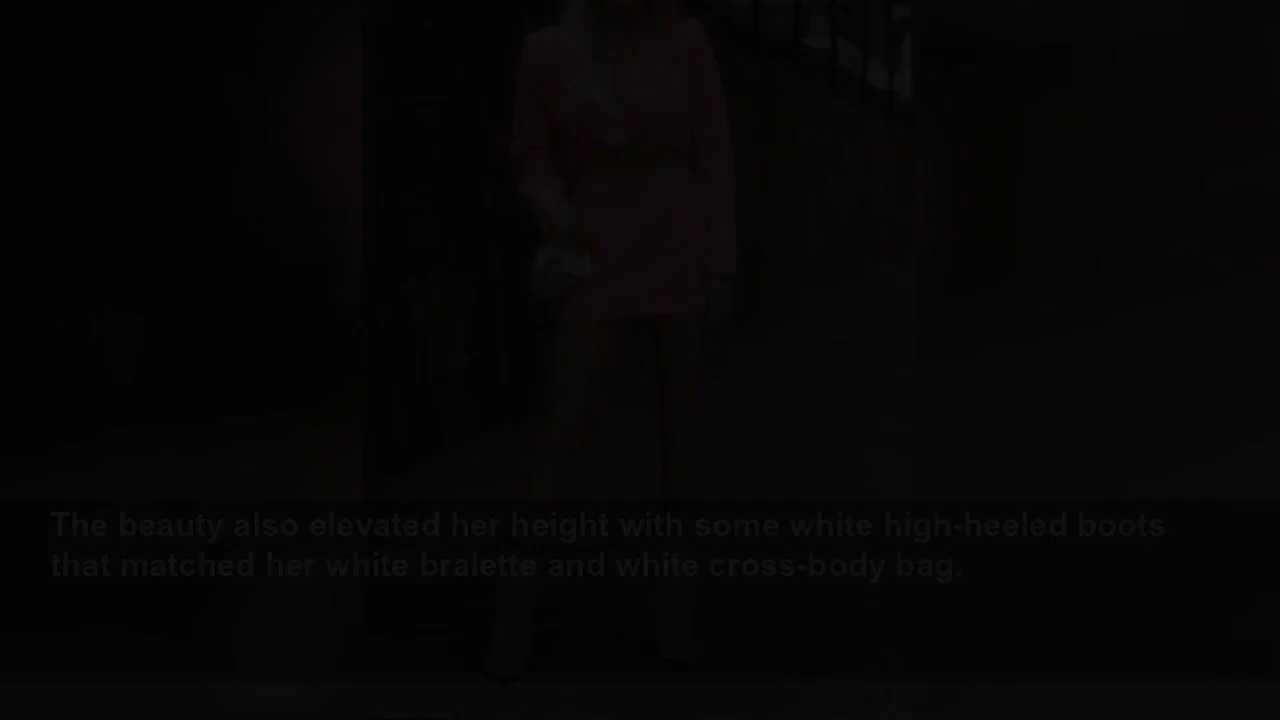 The beauty also elevated her height with some white high-heeled boots
that matched her white bralette and white cross-body bag.